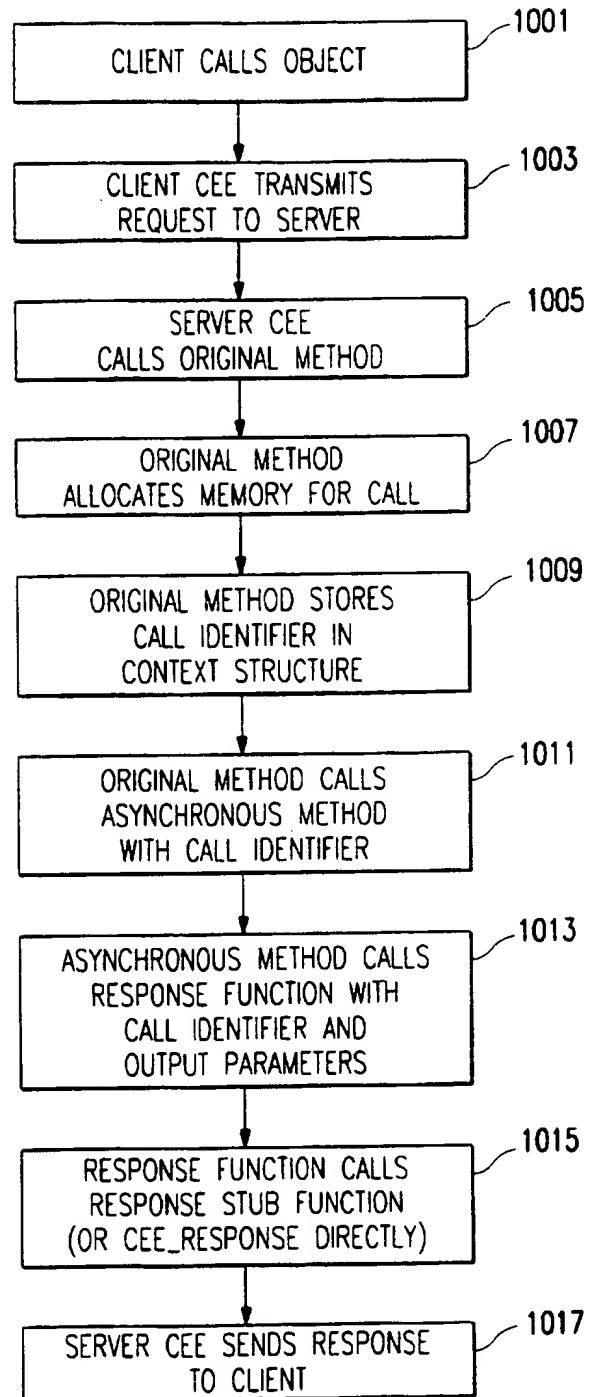 1001
CLIENT CALLS OBJECT
1003
CLIENT CEE TRANSMITS
REQUEST TO SERVER
1005
SERVER CEE
CALLS ORIGINAL METHOD
1007
ORIGINAL METHOD
ALLOCATES MEMORY FOR CALL
1009
ORIGINAL METHOD STORES
CALL IDENTIFIER IN
CONTEXT STRUCTURE
1011
ORIGINAL METHOD CALLS
ASYNCHRONOUS METHOD
WITH CALL IDENTIFIER
1013
ASYNCHRONOUS METHOD CALLS
RESPONSE FUNCTION WITH
CALL IDENTIFIER AND
OUTPUT PARAMETERS
1015
RESPONSE FUNCTION CALLS
RESPONSE STUB FUNCTION
(OR CEE_RESPONSE DIRECTLY)
1017
SERVER CEE SENDS RESPONSE
TO CLIENT